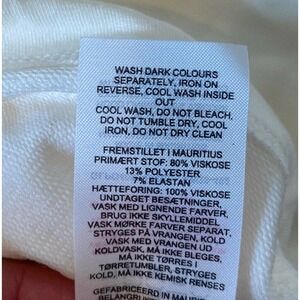 WASH DARK COLOURS
SEPARATELY, IRON ON
REVERSE, COOL WASH INSIDE
OUT
COOL WASH, DO NOT BLEACH,
DO NOT TUMBLE DRY, COOL
IRON, DO NOT DRY CLEAN
FREMSTILLET I MAURITIUS
PRIMÆRT STOF: 80% VISKOSE
13% POLYESTER
7% ELASTAN
HÆTTEFORING: 100% VISKOSE
UNDTAGET BESÆTNINGER,
VASK MED LIGNENDE FARVER,
BRUG IKKE SKYLLEMIDDEL
VASK MØRKE FARVER SEPARAT,
STRYGES PÅ VRANGEN, KOLD
VASK MED VRANGEN UD
KOLDVASK, MÅ IKKE BLEGES,
MÅ IKKE TØRRES I
TØRRETUMBLER, STRYGES
KOLD, MÅ IKKE KEMISK RENSES
GEFABRICEERD IN MAURI